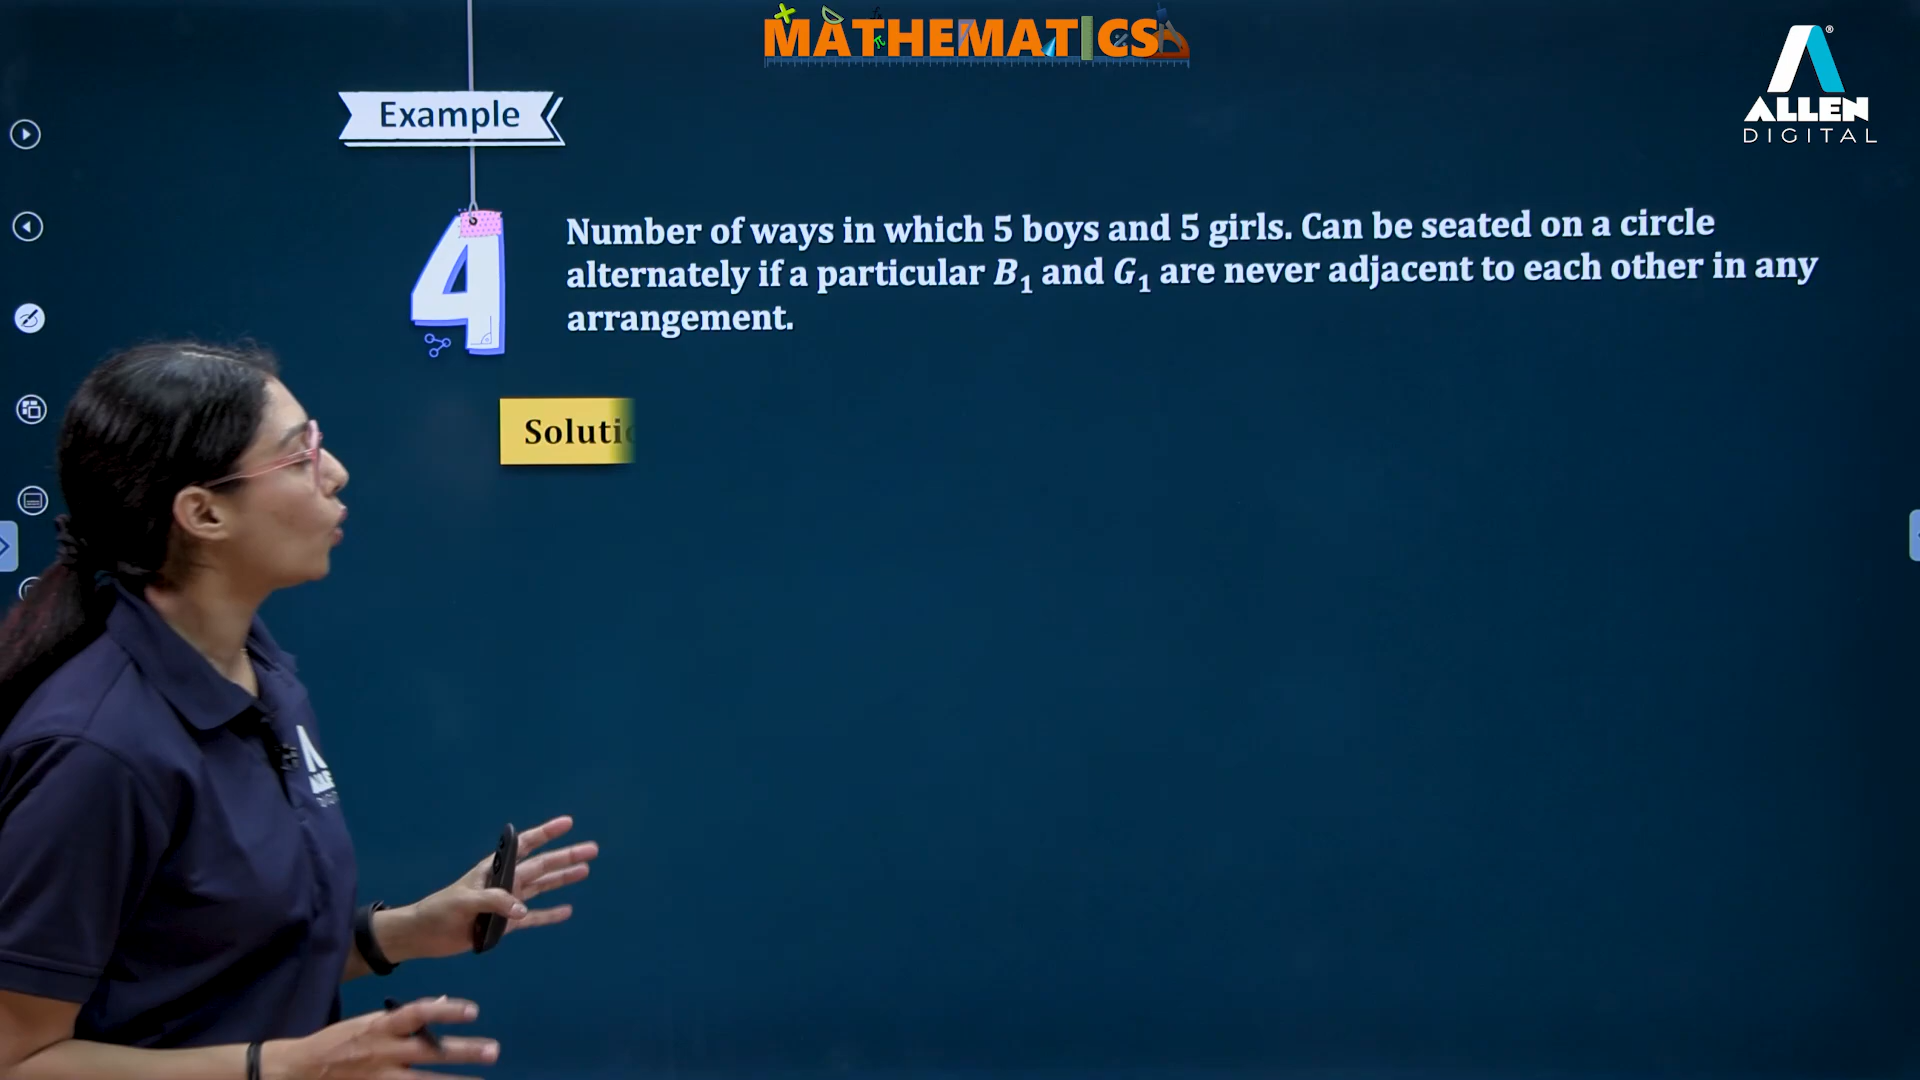 MATHEMATICS
ALLEN
DIGITAL
Example
4
Number of ways in which 5 boys and 5 girls. Can be seated on a circle
alternately if a particular B₁ and G₁ are never adjacent to each other in any
arrangement.